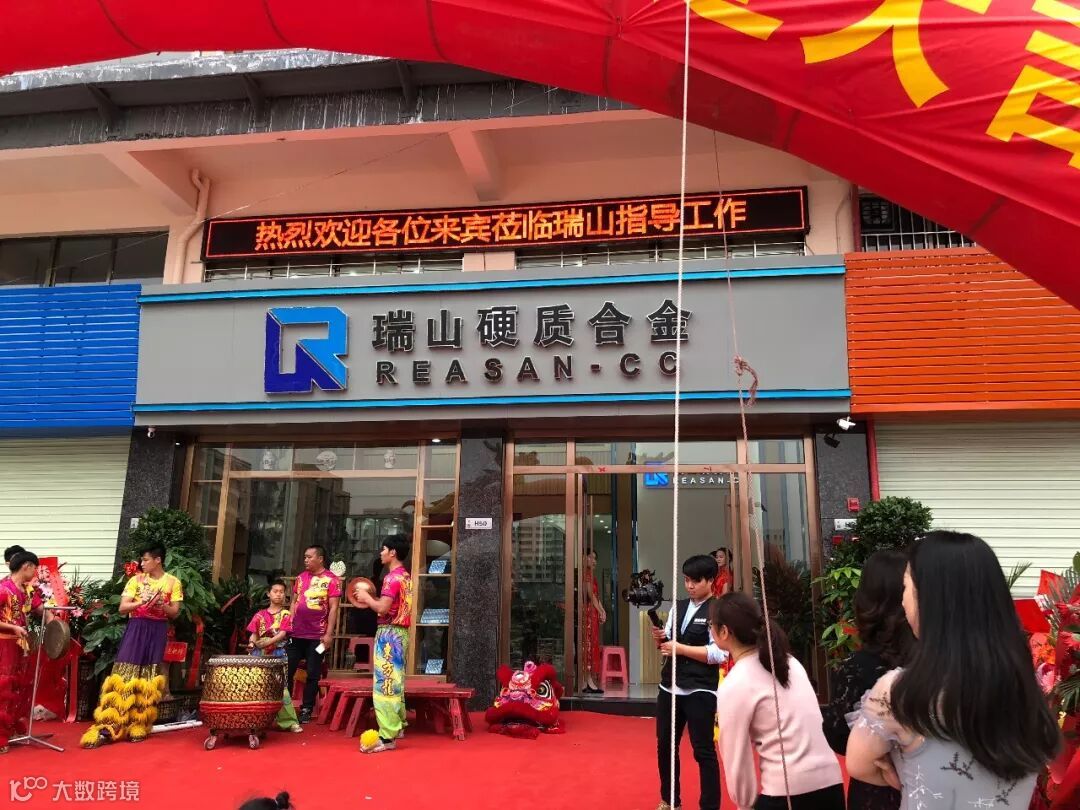 热烈欢迎各位来宾莅临瑞山指导工作
瑞山硬质合金
REASAN-CC
REASAN-C
H50
大数跨境